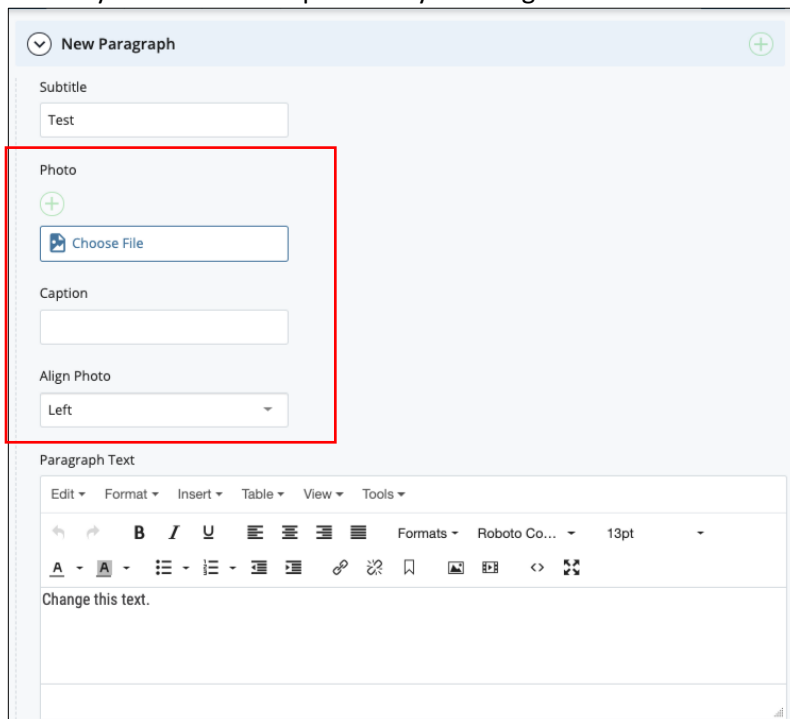 New Paragraph
Subtitle
Test
Photo
Choose File
Caption
Align Photo
Left
Paragraph Text
Edit Format Insert Table View Tools
B I U Formats Roboto Co... 13pt
A A
Change this text.